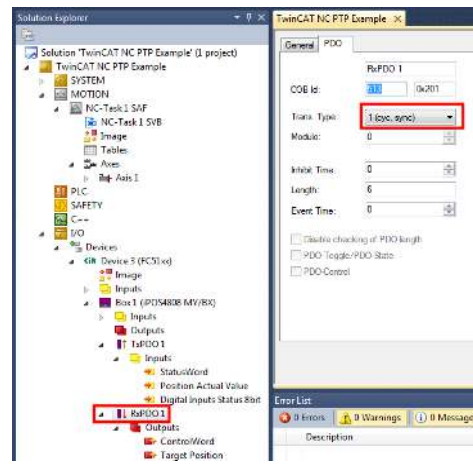 Solution Explorer
Solution 'TwinCAT NC PTP Example' (1 project)
TwinCAT NC PTP Example
SYSTEM
MOTION
NC-Task 1 SAF
NC-Task 1 SVB
Image
Tables
Axes
Axis 1
PLC
SAFETY
C++
I/O
Devices
Device 3 (FC51xx)
Image
Inputs
Box 1 (iPOS4808 MY/BX)
Inputs
Outputs
TxPDO 1
Inputs
StatusWord
Position Actual Value
Digital Inputs Status 8bit
RxPDO 1
Outputs
ControlWord
Target Position
TwinCAT NC PTP Example
General PDO
RxPDO 1
COB Id: 513 0x201
Trans. Type: 1 (cyc, sync)
Modulo: 0
Inhibit Time: 0
Length: 6
Event Time: 0
Disable checking of PDO length
PDO Toggle/PDO State
PDO-Control
Error List
0 Errors 0 Warnings 0 Message
Description